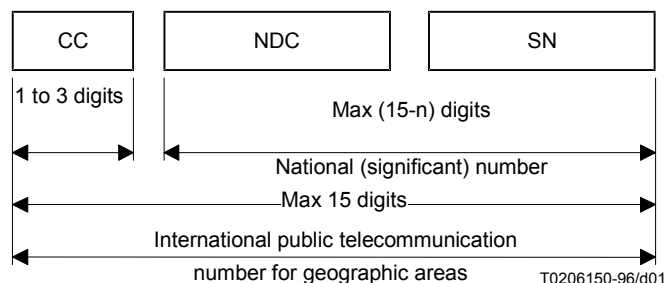 CC NDC SN
1 to 3 digits
Max (15-n) digits
National (significant) number
Max 15 digits
International public telecommunication
number for geographic areas
T0206150-96/d01